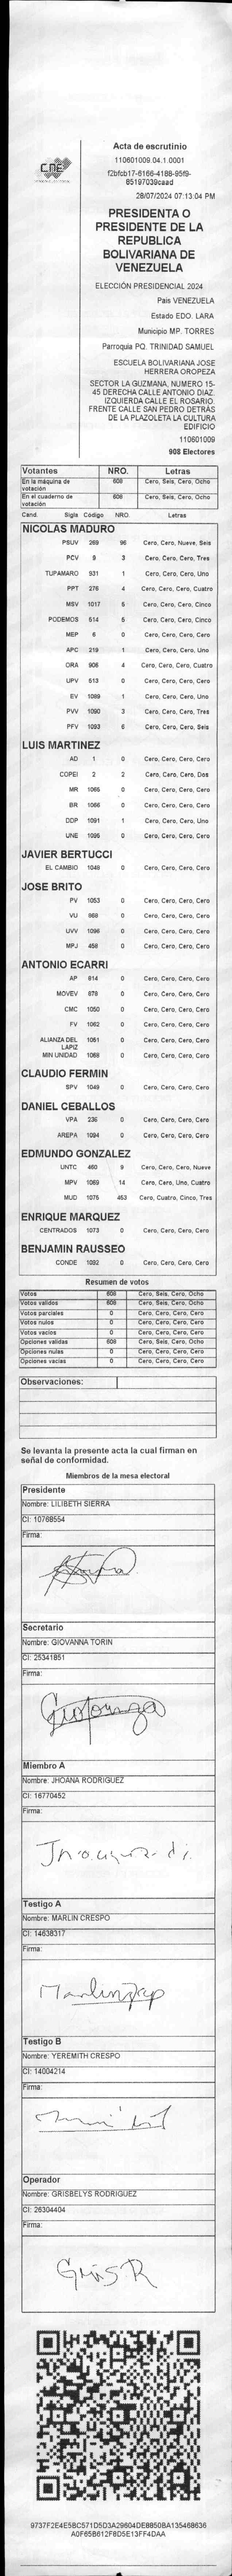 CNE
Acta de escrutinio
110601009.04.1.0001
f2bfcb17-6166-4188-95f9-
85197039caad
28/07/2024 07:13:04 PM
PRESIDENTA O
PRESIDENTE DE LA
REPUBLICA
BOLIVARIANA DE
VENEZUELA
ELECCIÓN PRESIDENCIAL 2024
Pais VENEZUELA
Estado EDO. LARA
Municipio MP. TORRES
Parroquia PQ. TRINIDAD SAMUEL
ESCUELA BOLIVARIANA JOSE
HERRERA OROPEZA
SECTOR LA GUZMANA, NUMERO 15-
45 DERECHA CALLE ANTONIO DIAZ.
IZQUIERDA CALLE EL ROSARIO.
FRENTE CALLE SAN PEDRO DETRÁS
DE LA PLAZOLETA LA CULTURA
EDIFICIO
110601009
908 Electores
Votantes NRO. Letras
En la máquina de votación 608 Cero, Seis, Cero, Ocho
En el cuaderno de votación 608 Cero, Seis, Cero, Ocho
Cand. Sigla Código NRO. Letras
NICOLAS MADURO
PSUV 269 96 Cero, Cero, Nueve, Seis
PCV 9 3 Cero, Cero, Cero, Tres
TUPAMARO 931 1 Cero, Cero, Cero, Uno
PPT 276 4 Cero, Cero, Cero, Cuatro
MSV 1017 5 Cero, Cero, Cero, Cinco
PODEMOS 514 5 Cero, Cero, Cero, Cinco
MEP 6 0 Cero, Cero, Cero, Cero
APC 219 1 Cero, Cero, Cero, Uno
ORA 906 4 Cero, Cero, Cero, Cuatro
UPV 513 0 Cero, Cero, Cero, Cero
EV 1089 1 Cero, Cero, Cero, Uno
PVV 1090 3 Cero, Cero, Cero, Tres
PFV 1093 6 Cero, Cero, Cero, Seis
LUIS MARTINEZ
AD 1 0 Cero, Cero, Cero, Cero
COPEI 2 2 Cero, Cero, Cero, Dos
MR 1065 0 Cero, Cero, Cero, Cero
BR 1066 0 Cero, Cero, Cero, Cero
DDP 1091 1 Cero, Cero, Cero, Uno
UNE 1095 0 Cero, Cero, Cero, Cero
JAVIER BERTUCCI
EL CAMBIO 1048 0 Cero, Cero, Cero, Cero
JOSE BRITO
PV 1053 0 Cero, Cero, Cero, Cero
VU 868 0 Cero, Cero, Cero, Cero
UVV 1096 0 Cero, Cero, Cero, Cero
MPJ 458 0 Cero, Cero, Cero, Cero
ANTONIO ECARRI
AP 814 0 Cero, Cero, Cero, Cero
MOVEV 878 0 Cero, Cero, Cero, Cero
CMC 1050 0 Cero, Cero, Cero, Cero
FV 1062 0 Cero, Cero, Cero, Cero
ALIANZA DEL LAPIZ 1051 0 Cero, Cero, Cero, Cero
MIN UNIDAD 1068 0 Cero, Cero, Cero, Cero
CLAUDIO FERMIN
SPV 1049 0 Cero, Cero, Cero, Cero
DANIEL CEBALLOS
VPA 236 0 Cero, Cero, Cero, Cero
AREPA 1094 0 Cero, Cero, Cero, Cero
EDMUNDO GONZALEZ
UNTC 460 9 Cero, Cero, Cero, Nueve
MPV 1069 14 Cero, Cero, Uno, Cuatro
MUD 1075 453 Cero, Cuatro, Cinco, Tres
ENRIQUE MARQUEZ
CENTRADOS 1073 0 Cero, Cero, Cero, Cero
BENJAMIN RAUSSEO
CONDE 1092 0 Cero, Cero, Cero, Cero
Resumen de votos
Votos 608 Cero, Seis, Cero, Ocho
Votos validos 608 Cero, Seis, Cero, Ocho
Votos parciales 0 Cero, Cero, Cero, Cero
Votos nulos 0 Cero, Cero, Cero, Cero
Votos vacios 0 Cero, Cero, Cero, Cero
Opciones validas 608 Cero, Seis, Cero, Ocho
Opciones nulas 0 Cero, Cero, Cero, Cero
Opciones vacias 0 Cero, Cero, Cero, Cero
Observaciones:
Se levanta la presente acta la cual firman en
señal de conformidad.
Miembros de la mesa electoral
Presidente
Nombre: LILIBETH SIERRA
CI: 10768554
Firma:
Secretario
Nombre: GIOVANNA TORIN
CI: 25341851
Firma:
Miembro A
Nombre: JHOANA RODRIGUEZ
CI: 16770452
Firma:
Testigo A
Nombre: MARLIN CRESPO
CI: 14638317
Firma:
Testigo B
Nombre: YEREMITH CRESPO
CI: 14004214
Firma:
Operador
Nombre: GRISBELYS RODRIGUEZ
CI: 26304404
Firma:
GrisR
9737F2E4E5BC571D5D3A29604DE8850BA135468636
A0F65B612F8D5E13FF4DAA